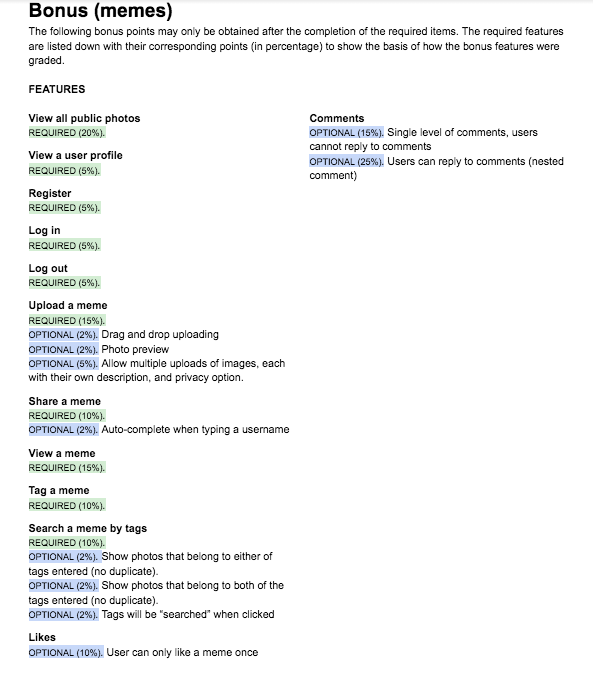 Bonus (memes)
The following bonus points may only be obtained after the completion of the required items. The required features
are listed down with their corresponding points (in percentage) to show the basis of how the bonus features were
graded.
FEATURES
View all public photos
REQUIRED (20%).
View a user profile
REQUIRED (5%).
Register
REQUIRED (5%).
Log in
REQUIRED (5%).
Log out
REQUIRED (5%).
Upload a meme
REQUIRED (15%).
OPTIONAL (2%). Drag and drop uploading
OPTIONAL (2%). Photo preview
OPTIONAL (5%). Allow multiple uploads of images, each
with their own description, and privacy option.
Share a meme
REQUIRED (10%).
OPTIONAL (2%). Auto-complete when typing a username
View a meme
REQUIRED (15%).
Tag a meme
REQUIRED (10%).
Search a meme by tags
REQUIRED (10%).
OPTIONAL (2%). Show photos that belong to either of
tags entered (no duplicate).
OPTIONAL (2%). Show photos that belong to both of the
tags entered (no duplicate).
OPTIONAL (2%). Tags will be “searched” when clicked
Likes
OPTIONAL (10%). User can only like a meme once
Comments
OPTIONAL (15%). Single level of comments, users
cannot reply to comments
OPTIONAL (25%). Users can reply to comments (nested
comment)